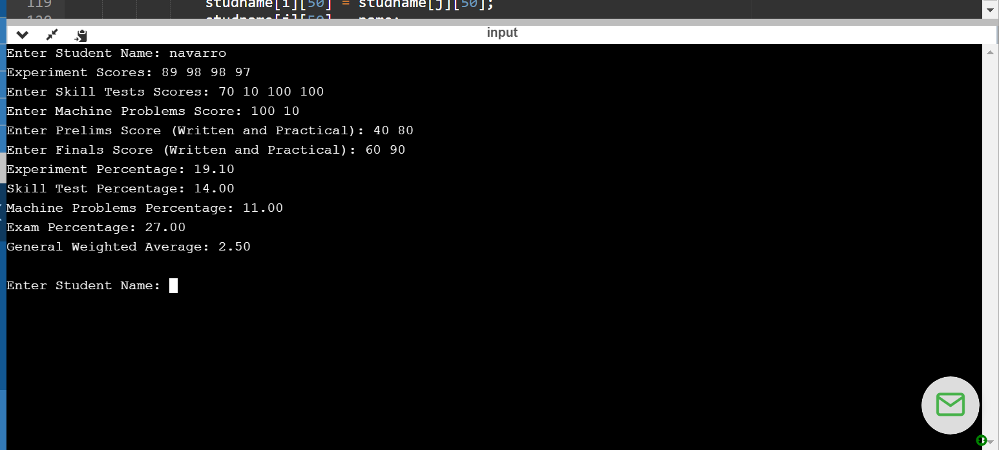 119 studname[i][50] = studname[j][50];
input
Enter Student Name: navarro
Experiment Scores: 89 98 98 97
Enter Skill Tests Scores: 70 10 100 100
Enter Machine Problems Score: 100 10
Enter Prelims Score (Written and Practical): 40 80
Enter Finals Score (Written and Practical): 60 90
Experiment Percentage: 19.10
Skill Test Percentage: 14.00
Machine Problems Percentage: 11.00
Exam Percentage: 27.00
General Weighted Average: 2.50
Enter Student Name: